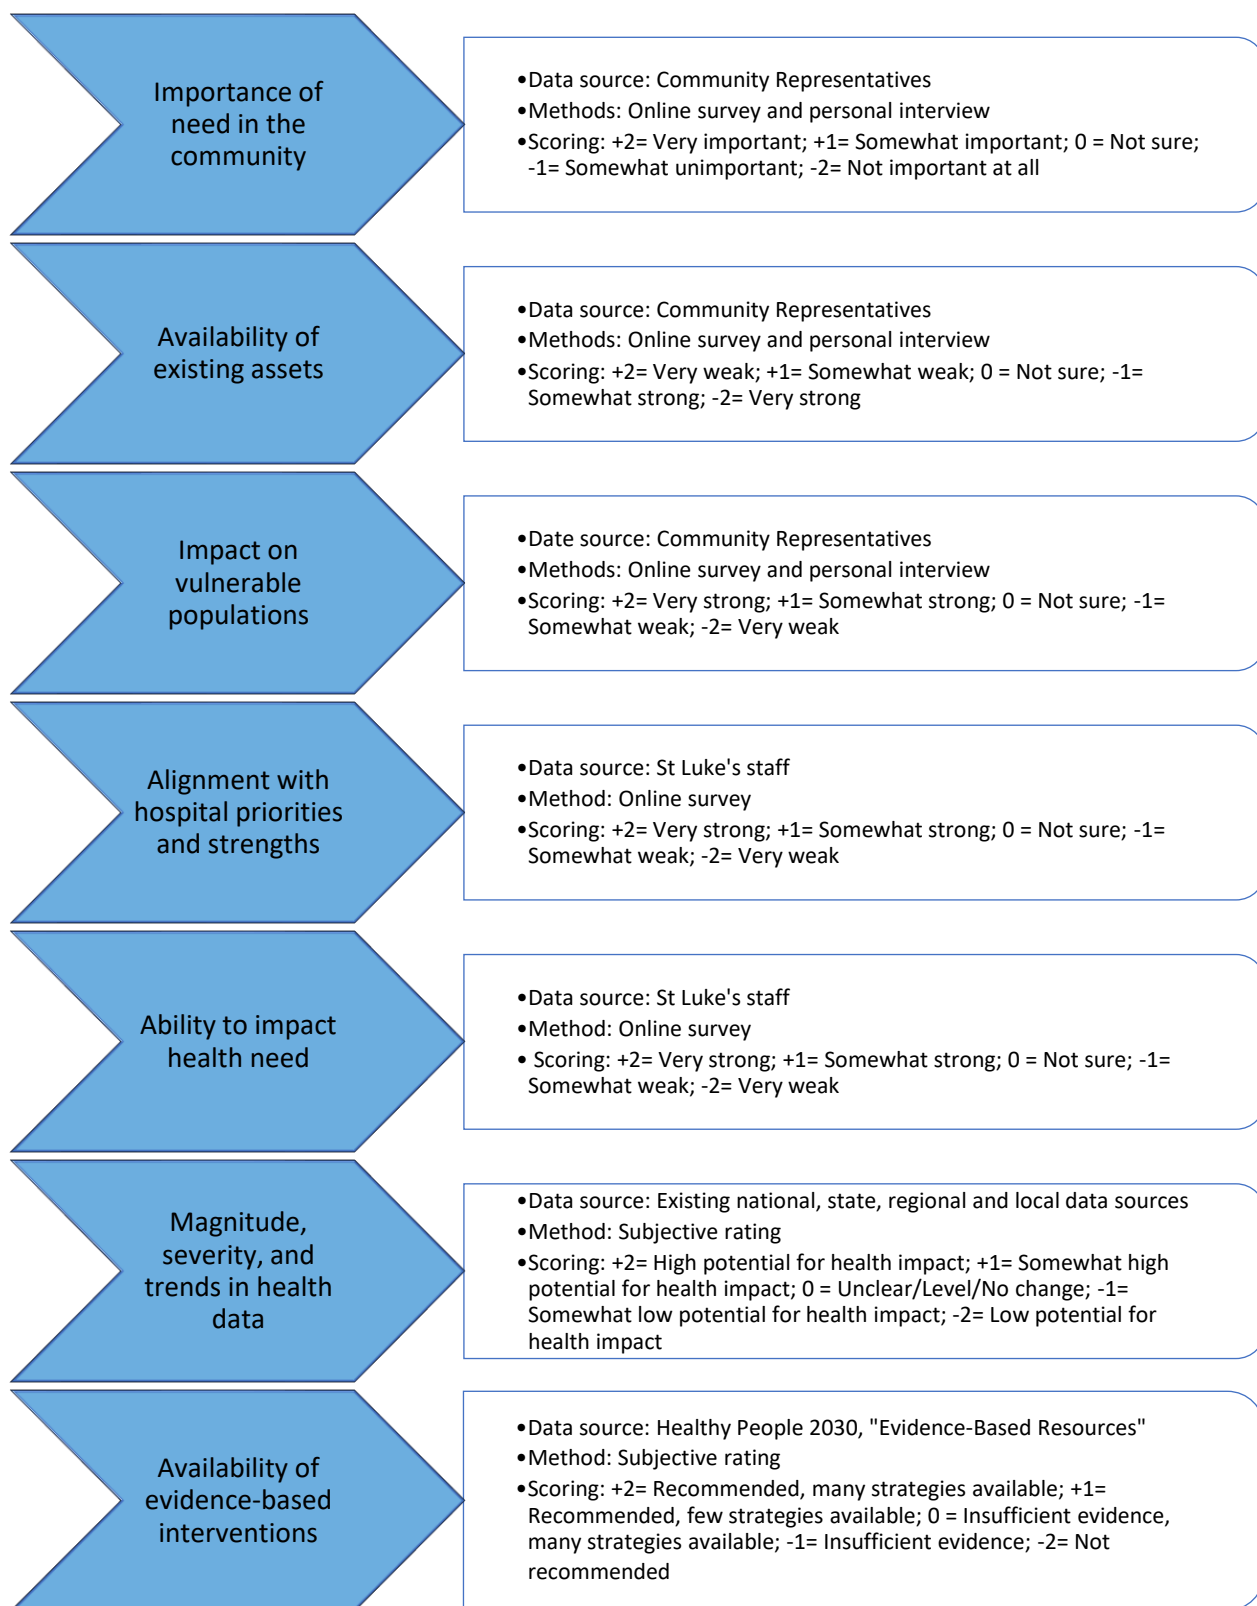 Importance of
need in the
community
•Data source: Community Representatives
•Methods: Online survey and personal interview
•Scoring: +2= Very important; +1= Somewhat important; 0 = Not sure;
-1= Somewhat unimportant; -2= Not important at all
Availability of
existing assets
•Data source: Community Representatives
•Methods: Online survey and personal interview
•Scoring: +2= Very weak; +1= Somewhat weak; 0 = Not sure; -1=
Somewhat strong; -2= Very strong
Impact on
vulnerable
populations
•Date source: Community Representatives
•Methods: Online survey and personal interview
•Scoring: +2= Very strong; +1= Somewhat strong; 0 = Not sure; -1=
Somewhat weak; -2= Very weak
Alignment with
hospital priorities
and strengths
•Data source: St Luke's staff
•Method: Online survey
•Scoring: +2= Very strong; +1= Somewhat strong; 0 = Not sure; -1=
Somewhat weak; -2= Very weak
Ability to impact
health need
•Data source: St Luke's staff
•Method: Online survey
• Scoring: +2= Very strong; +1= Somewhat strong; 0 = Not sure; -1=
Somewhat weak; -2= Very weak
Magnitude,
severity, and
trends in health
data
•Data source: Existing national, state, regional and local data sources
•Method: Subjective rating
•Scoring: +2= High potential for health impact; +1= Somewhat high
potential for health impact; 0 = Unclear/Level/No change; -1=
Somewhat low potential for health impact; -2= Low potential for
health impact
Availability of
evidence-based
interventions
•Data source: Healthy People 2030, "Evidence-Based Resources"
•Method: Subjective rating
•Scoring: +2= Recommended, many strategies available; +1=
Recommended, few strategies available; 0 = Insufficient evidence,
many strategies available; -1= Insufficient evidence; -2= Not
recommended